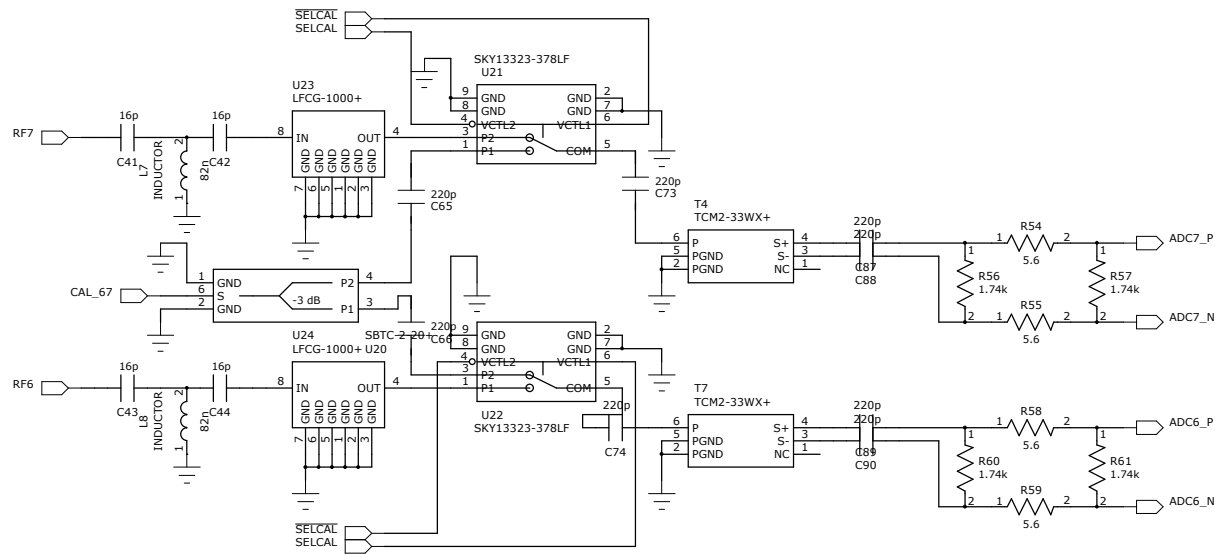 SELCAL
SELCAL
SKY13323-378LF
U21
U23
LFCG-1000+
9 GND GND 2
8 GND GND 7
4 VCTL2 VCTL1 6
3 P2
1 P1 COM 5
RF7
16p
C41
2
1
L7
INDUCTOR
82n
16p
C42
8 IN OUT 4
GND GND GND GND GND GND
7 6 5 1 2 3
220p
C65
220p
C73
T4
TCM2-33WX+
6 P S+ 4
5 PGND S- 3
2 PGND NC 1
220p
220p
C87
C88
R54
1 2
5.6
1
R56
1.74k
2
1
R57
1.74k
2
R55
1 2
5.6
ADC7_P
ADC7_N
CAL_67
1 GND P2 4
6 S -3 dB
2 GND P1 3
220p
C66
SBTC-2-20+
U20
U24
LFCG-1000+
9 GND GND 2
8 GND GND 7
4 VCTL2 VCTL1 6
3 P2
1 P1 COM 5
U22
SKY13323-378LF
RF6
16p
C43
2
1
L8
INDUCTOR
82n
16p
C44
8 IN OUT 4
GND GND GND GND GND GND
7 6 5 1 2 3
220p
C74
T7
TCM2-33WX+
6 P S+ 4
5 PGND S- 3
2 PGND NC 1
220p
220p
C89
C90
R58
1 2
5.6
1
R60
1.74k
2
1
R61
1.74k
2
R59
1 2
5.6
ADC6_P
ADC6_N
SELCAL
SELCAL